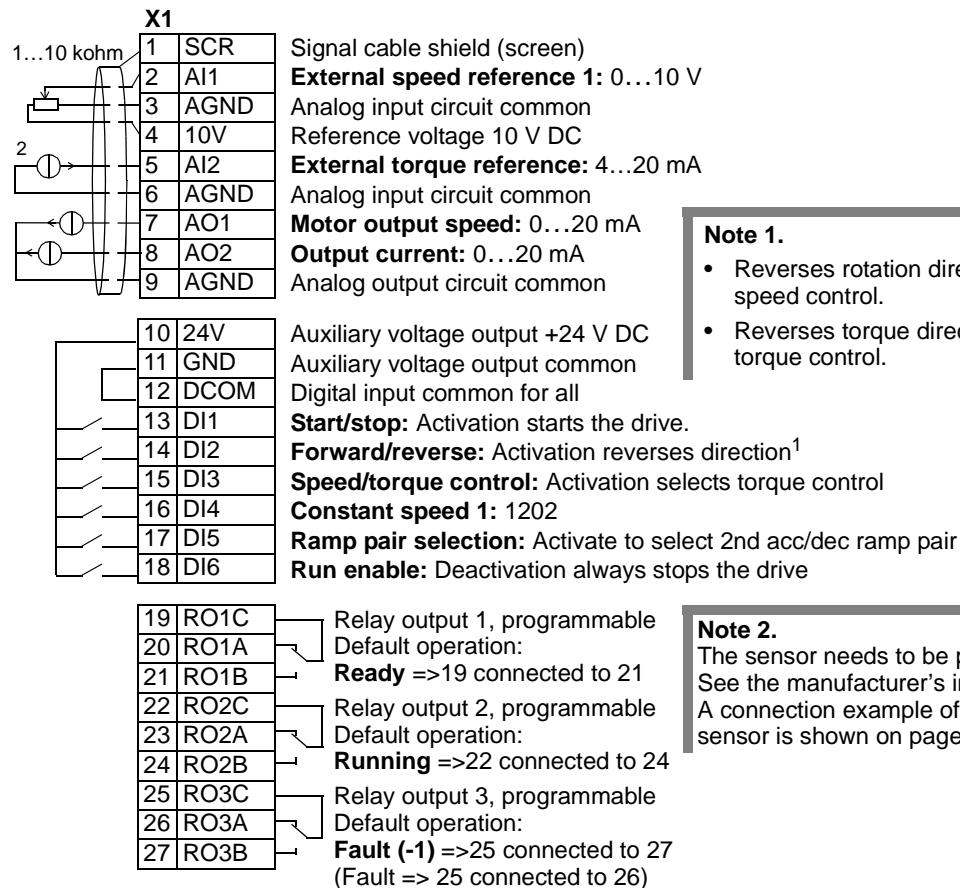 X1
1…10 kohm
1 SCR Signal cable shield (screen)
2 AI1 External speed reference 1: 0…10 V
3 AGND Analog input circuit common
4 10V Reference voltage 10 V DC
2
5 AI2 External torque reference: 4…20 mA
6 AGND Analog input circuit common
7 AO1 Motor output speed: 0…20 mA
8 AO2 Output current: 0…20 mA
9 AGND Analog output circuit common
Note 1.
• Reverses rotation
speed control.
• Reverses torque
torque control.
10 24V Auxiliary voltage output +24 V DC
11 GND Auxiliary voltage output common
12 DCOM Digital input common for all
13 DI1 Start/stop: Activation starts the drive.
14 DI2 Forward/reverse: Activation reverses direction¹
15 DI3 Speed/torque control: Activation selects torque control
16 DI4 Constant speed 1: 1202
17 DI5 Ramp pair selection: Activate to select 2nd acc/dec ramp pair
18 DI6 Run enable: Deactivation always stops the drive
19 RO1C Relay output 1, programmable
20 RO1A Default operation:
21 RO1B Ready =>19 connected to 21
22 RO2C Relay output 2, programmable
23 RO2A Default operation:
24 RO2B Running =>22 connected to 24
25 RO3C Relay output 3, programmable
26 RO3A Default operation:
27 RO3B Fault (-1) =>25 connected to 27
(Fault => 25 connected to 26)
Note 2.
The sensor needs to be
See the manufacturer's
A connection example of
sensor is shown on page